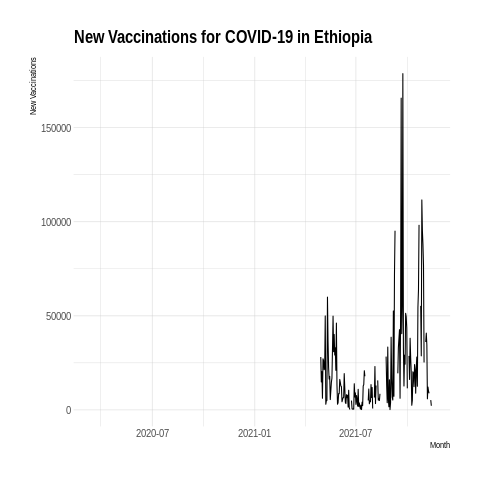 New Vaccinations for COVID-19 in Ethiopia
New Vaccinations
150000
100000
50000
0
2020-07 2021-01 2021-07
Month